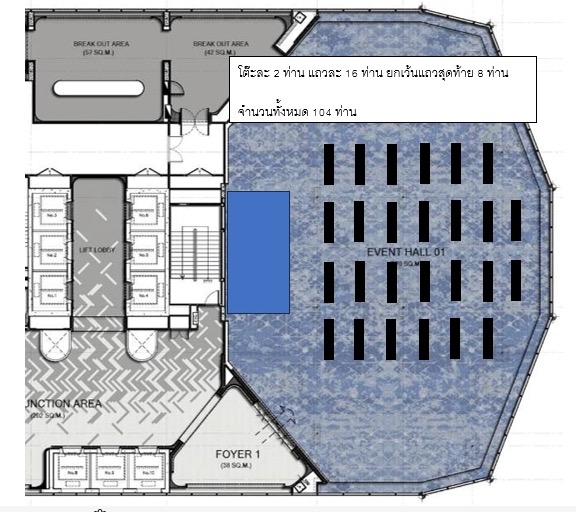 BREAK OUT AREA
(57 SQ.M.)
BREAK OUT AREA
(42 SQ.M.)
โต๊ะละ 2 ท่าน แถวละ 16 ท่าน ยกเว้นแถวสุดท้าย 8 ท่าน
จำนวนทั้งหมด 104 ท่าน
No.3
No.6
No.2
LIFT LOBBY
No.1
No.4
EVENT HALL 01
SQ.M.)
UNCTION AREA
SQ.M.)
FOYER 1
(38 SQ.M.)